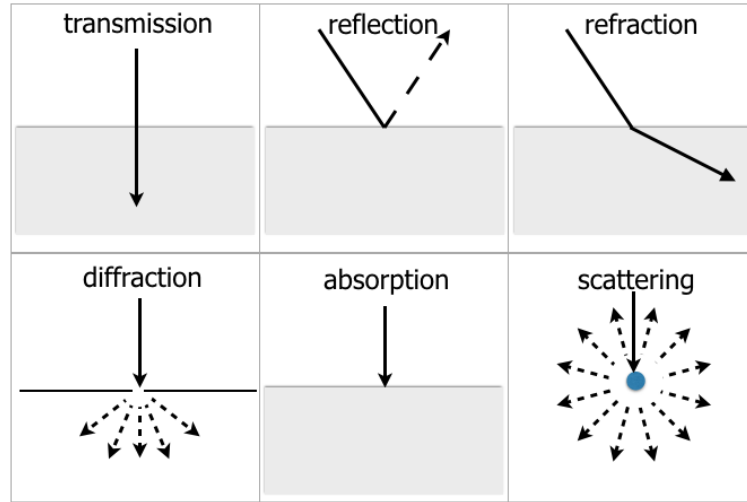 transmission
reflection
refraction
diffraction
absorption
scattering